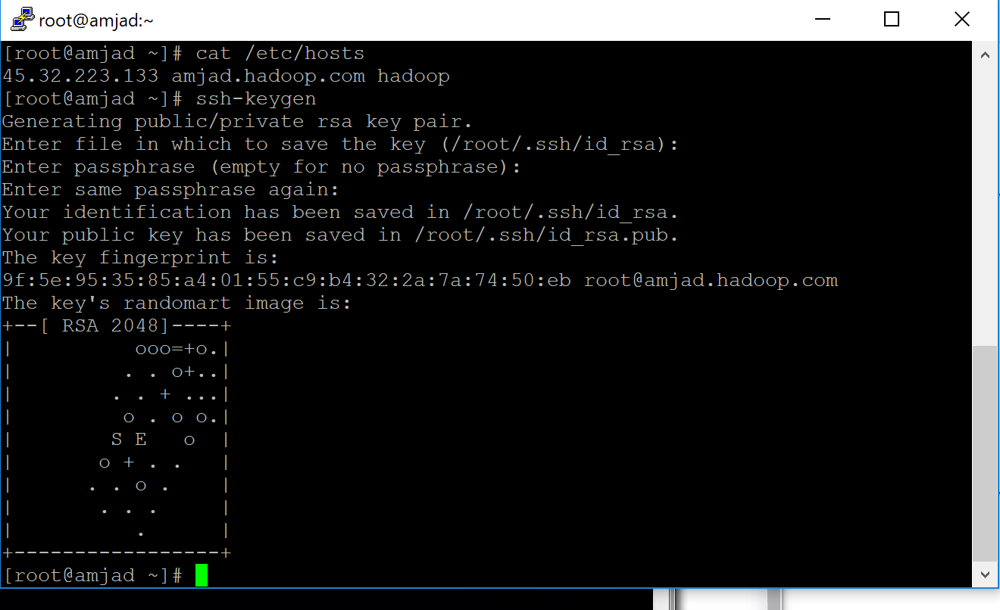 root@amjad:~
[root@amjad ~]# cat /etc/hosts
45.32.223.133 amjad.hadoop.com hadoop
[root@amjad ~]# ssh-keygen
Generating public/private rsa key pair.
Enter file in which to save the key (/root/.ssh/id_rsa):
Enter passphrase (empty for no passphrase):
Enter same passphrase again:
Your identification has been saved in /root/.ssh/id_rsa.
Your public key has been saved in /root/.ssh/id_rsa.pub.
The key fingerprint is:
9f:5e:95:35:85:a4:01:55:c9:b4:32:2a:7a:74:50:eb root@amjad.hadoop.com
The key's randomart image is:
+--[ RSA 2048]----+
|          ooo=+o.|
|         . . o+..|
|        . . + ...|
|         o . o o.|
|        S E   o  |
|       o + . .   |
|      . . o .    |
|       . . .     |
|          .      |
+-----------------+
[root@amjad ~]#